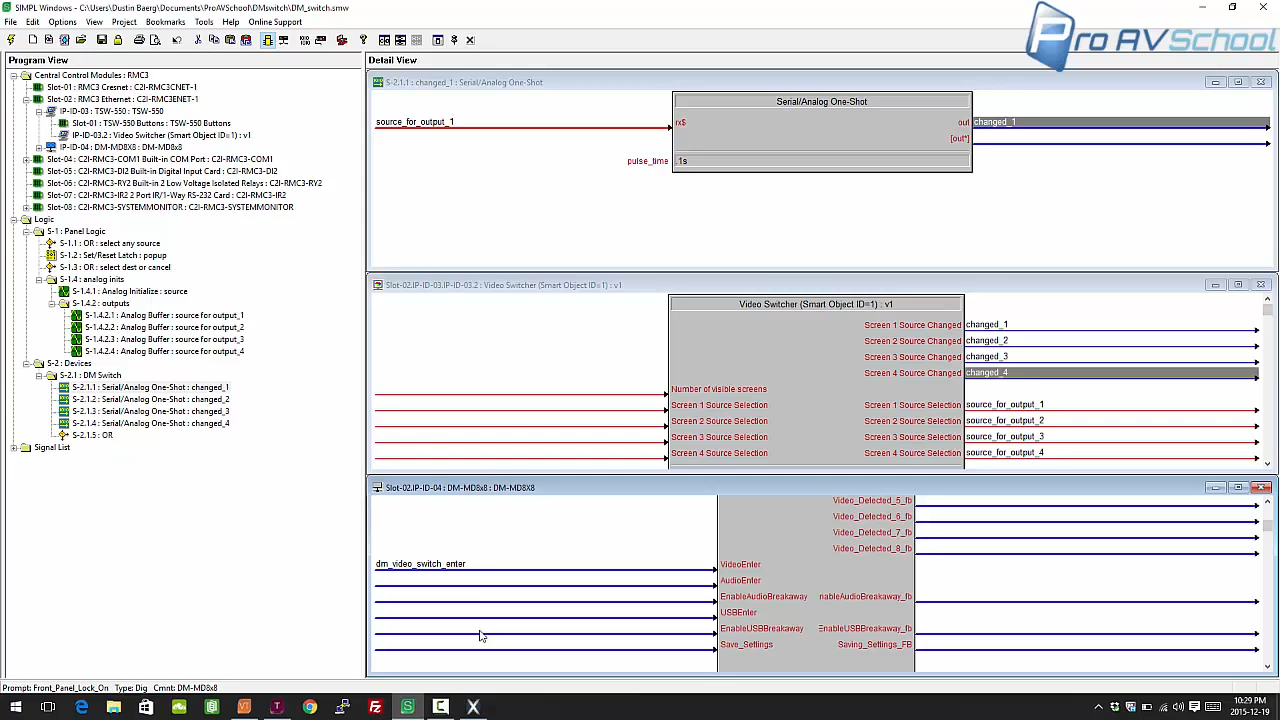 SIMPL Windows - C:\Users\Dustin Baerg\Documents\ProAVSchool\DMswitch\DM_switch.smw
File Options Edit View Project Bookmarks Tools Help Online Support
Pro AVSchool
Program View
Central Control Modules : RMC3
Slot-01 : RMC3 Cresnet : C2I-RMC3CNET-1
Slot-02 : RMC3 Ethernet : C2I-RMC3ENET-1
IP-ID-03 : TSW-550 : TSW-550
Slot-01 : TSW-550 Buttons : TSW-550 Buttons
IP-ID-03.2 : Video Switcher (Smart Object ID=1) : v1
IP-ID-04 : DM-MD8x8 : DM-MD8x8
Slot-04 : C2I-RMC3-COM1 Built-in COM Port : C2I-RMC3-COM1
Slot-05 : C2I-RMC3-DI2 Built-in Digital Input Card : C2I-RMC3-DI2
Slot-06 : C2I-RMC3-RY2 Built-in 2 Low Voltage Isolated Relays : C2I-RMC3-RY2
Slot-07 : C2I-RMC3-IR2 2 Port IR/1-Way RS-232 Card : C2I-RMC3-IR2
Slot-08 : C2I-RMC3-SYSTEMMONITOR : C2I-RMC3-SYSTEMMONITOR
Logic
S-1 : Panel Logic
S-1.1 : OR : select any source
S-1.2 : Set/Reset Latch : popup
S-1.3 : OR : select dest or cancel
S-1.4 : analog inits
S-1.4.1 : Analog Initialize : source
S-1.4.2 : outputs
S-1.4.2.1 : Analog Buffer : source for output_1
S-1.4.2.2 : Analog Buffer : source for output_2
S-1.4.2.3 : Analog Buffer : source for output_3
S-1.4.2.4 : Analog Buffer : source for output_4
S-2 : Devices
S-2.1 : DM Switch
S-2.1.1 : Serial/Analog One-Shot : changed_1
S-2.1.2 : Serial/Analog One-Shot : changed_2
S-2.1.3 : Serial/Analog One-Shot : changed_3
S-2.1.4 : Serial/Analog One-Shot : changed_4
S-2.1.5 : OR
Signal List
Detail View
S-2.1.1 : changed_1 : Serial/Analog One-Shot
Serial/Analog One-Shot
source_for_output_1 rx$ out changed_1
[out*]
pulse_time .1s
Slot-02.IP-ID-03.IP-ID-03.2 : Video Switcher (Smart Object ID=1) : v1
Video Switcher (Smart Object ID=1) : v1
Screen 1 Source Changed changed_1
Screen 2 Source Changed changed_2
Screen 3 Source Changed changed_3
Screen 4 Source Changed changed_4
Number of visible screens
Screen 1 Source Selection Screen 1 Source Selection source_for_output_1
Screen 2 Source Selection Screen 2 Source Selection source_for_output_2
Screen 3 Source Selection Screen 3 Source Selection source_for_output_3
Screen 4 Source Selection Screen 4 Source Selection source_for_output_4
Slot-02.IP-ID-04 : DM-MD8x8 : DM-MD8X8
Video_Detected_5_fb
Video_Detected_6_fb
Video_Detected_7_fb
Video_Detected_8_fb
dm_video_switch_enter VideoEnter
AudioEnter
EnableAudioBreakaway nableAudioBreakaway_fb
USBEnter
EnableUSBBreakaway EnableUSBBreakaway_fb
Save_Settings Saving_Settings_FB
Prompt: Front_Panel_Lock_On Type: Dig Cmnt: DM-MD8x8
10:29 PM
2015-12-19